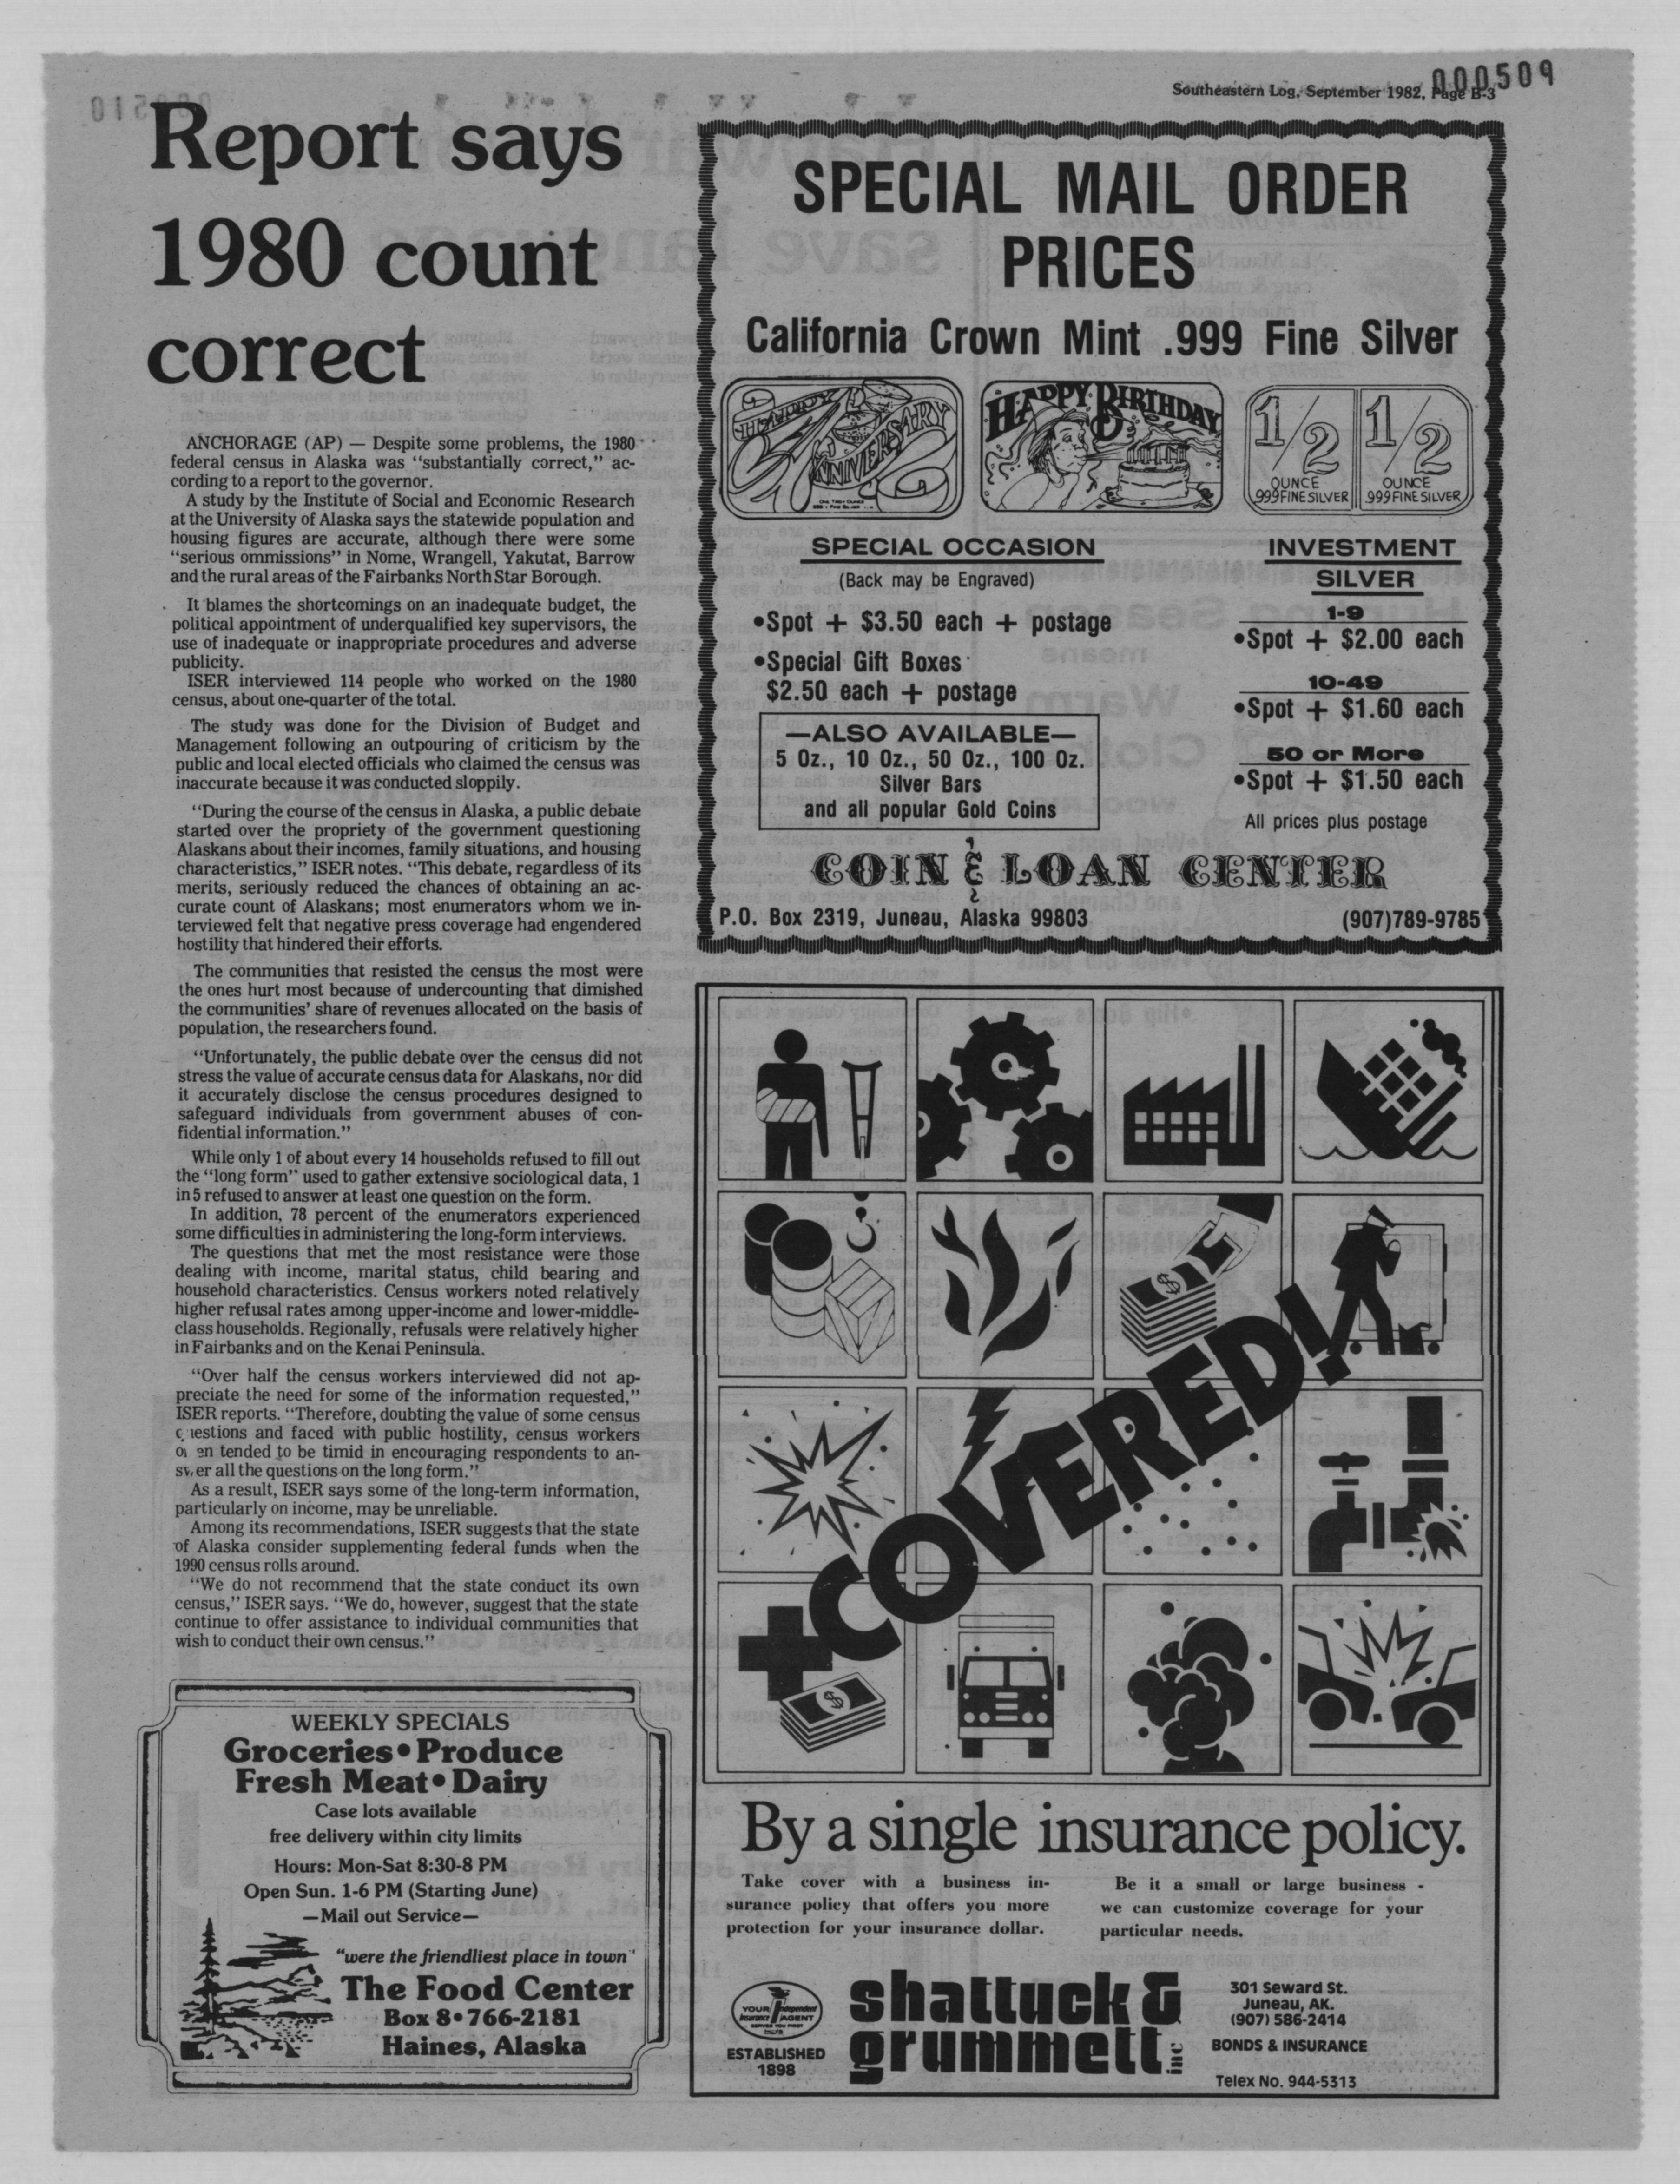 Southeastern Log, September 1982, Page B-3
000509
Report says
1980 count
correct
ANCHORAGE (AP) — Despite some problems, the 1980
federal census in Alaska was “substantially correct,” ac-
cording to a report to the governor.
A study by the Institute of Social and Economic Research
at the University of Alaska says the statewide population and
housing figures are accurate, although there were some
“serious ommissions” in Nome, Wrangell, Yakutat, Barrow
and the rural areas of the Fairbanks North Star Borough.
It blames the shortcomings on an inadequate budget, the
political appointment of underqualified key supervisors, the
use of inadequate or inappropriate procedures and adverse
publicity.
ISER interviewed 114 people who worked on the 1980
census, about one-quarter of the total.
The study was done for the Division of Budget and
Management following an outpouring of criticism by the
public and local elected officials who claimed the census was
inaccurate because it was conducted sloppily.
“During the course of the census in Alaska, a public debate
started over the propriety of the government questioning
Alaskans about their incomes, family situations, and housing
characteristics,” ISER notes. “This debate, regardless of its
merits, seriously reduced the chances of obtaining an ac-
curate count of Alaskans; most enumerators whom we in-
terviewed felt that negative press coverage had engendered
hostility that hindered their efforts.
The communities that resisted the census the most were
the ones hurt most because of undercounting that dimished
the communities’ share of revenues allocated on the basis of
population, the researchers found.
“Unfortunately, the public debate over the census did not
stress the value of accurate census data for Alaskans, nor did
it accurately disclose the census procedures designed to
safeguard individuals from government abuses of con-
fidential information.”
While only 1 of about every 14 households refused to fill out
the “long form” used to gather extensive sociological data, 1
in 5 refused to answer at least one question on the form.
In addition, 78 percent of the enumerators experienced
some difficulties in administering the long-form interviews.
The questions that met the most resistance were those
dealing with income, marital status, child bearing and
household characteristics. Census workers noted relatively
higher refusal rates among upper-income and lower-middle-
class households. Regionally, refusals were relatively higher
in Fairbanks and on the Kenai Peninsula.
“Over half the census workers interviewed did not ap-
preciate the need for some of the information requested,”
ISER reports. “Therefore, doubting the value of some census
questions and faced with public hostility, census workers
often tended to be timid in encouraging respondents to an-
swer all the questions on the long form.”
As a result, ISER says some of the long-term information,
particularly on income, may be unreliable.
Among its recommendations, ISER suggests that the state
of Alaska consider supplementing federal funds when the
1990 census rolls around.
“We do not recommend that the state conduct its own
census,” ISER says. “We do, however, suggest that the state
continue to offer assistance to individual communities that
wish to conduct their own census.”
WEEKLY SPECIALS
Groceries•Produce
Fresh Meat•Dairy
Case lots available
free delivery within city limits
Hours: Mon-Sat 8:30-8 PM
Open Sun. 1-6 PM (Starting June)
—Mail out Service—
“were the friendliest place in town”
The Food Center
Box 8•766-2181
Haines, Alaska
SPECIAL MAIL ORDER
PRICES
California Crown Mint .999 Fine Silver
HAPPY ANNIVERSARY
HAPPY BIRTHDAY
1/2 OUNCE .999 FINE SILVER
1/2 OUNCE .999 FINE SILVER
SPECIAL OCCASION
(Back may be Engraved)
•Spot + $3.50 each + postage
•Special Gift Boxes
$2.50 each + postage
—ALSO AVAILABLE—
5 Oz., 10 Oz., 50 Oz., 100 Oz.
Silver Bars
and all popular Gold Coins
INVESTMENT
SILVER
1-9
•Spot + $2.00 each
10-49
•Spot + $1.60 each
50 or More
•Spot + $1.50 each
All prices plus postage
COIN & LOAN CENTER
P.O. Box 2319, Juneau, Alaska 99803
(907)789-9785
COVERED!
By a single insurance policy.
Take cover with a business in-
surance policy that offers you more
protection for your insurance dollar.
Be it a small or large business -
we can customize coverage for your
particular needs.
YOUR Independent
Insurance AGENT
SERVES YOU FIRST
ESTABLISHED
1898
shattuck &
grummett inc
301 Seward St.
Juneau, AK.
(907) 586-2414
BONDS & INSURANCE
Telex No. 944-5313